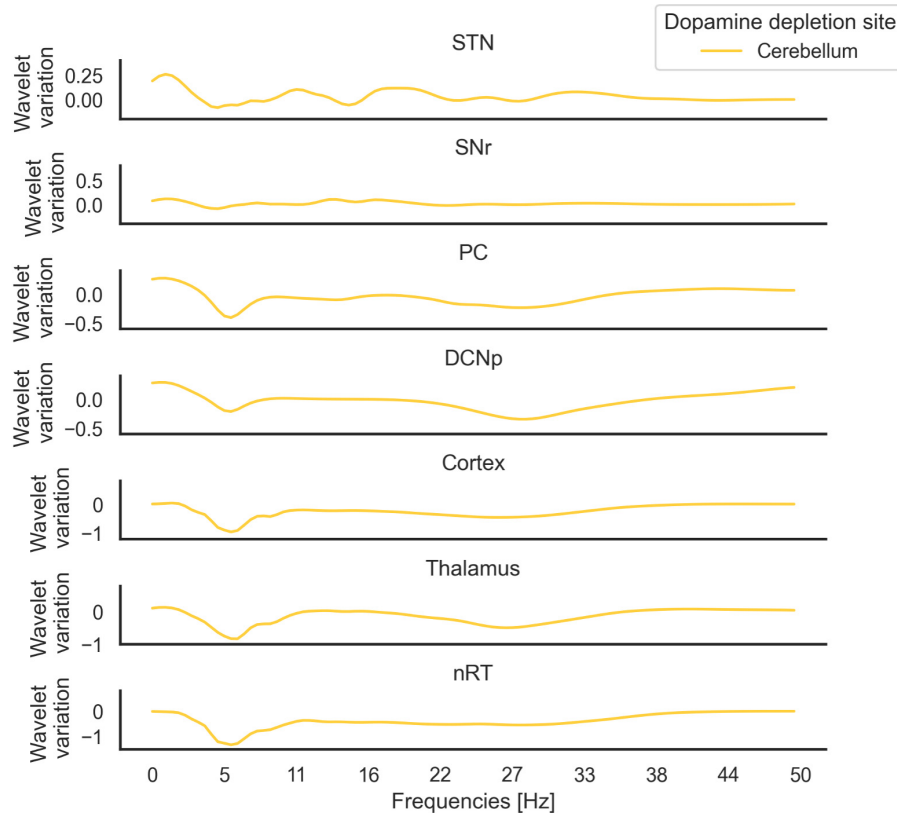 Dopamine depletion site
Cerebellum
STN
Wavelet
variation
0.25
0.00
SNr
Wavelet
variation
0.5
0.0
PC
Wavelet
variation
0.0
−0.5
DCNp
Wavelet
variation
0.0
−0.5
Cortex
Wavelet
variation
0
−1
Thalamus
Wavelet
variation
0
−1
nRT
Wavelet
variation
0
−1
0 5 11 16 22 27 33 38 44 50
Frequencies [Hz]